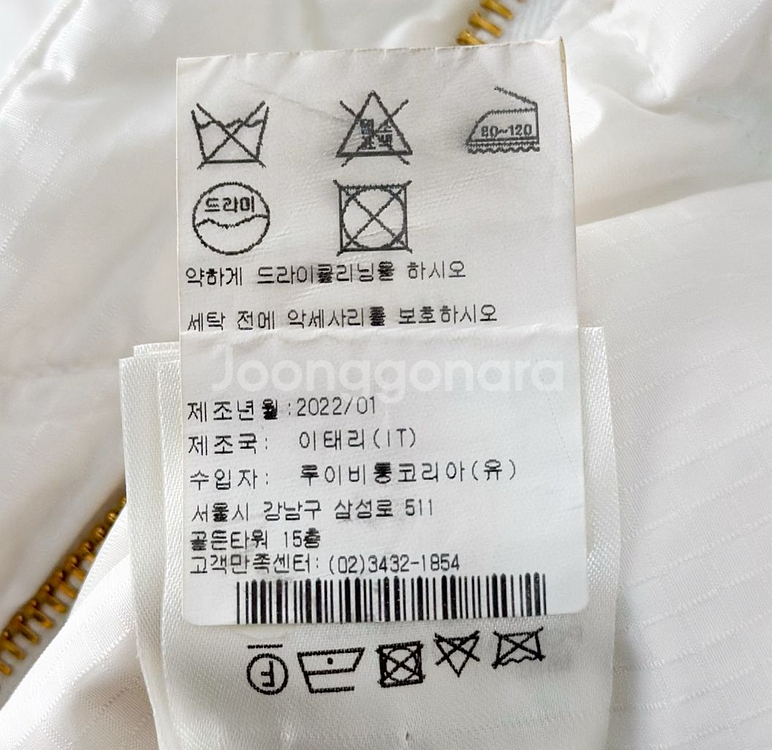 염소
표백
80~120
드라이
약하게 드라이클리닝을 하시오
세탁 전에 악세사리를 보호하시오
Joonggonara
제조년월:2022/01
제조국: 이태리(IT)
수입자: 루이비통코리아(유)
서울시 강남구 삼성로 511
골든타워 15층
고객만족센터: (02)3432-1854
F